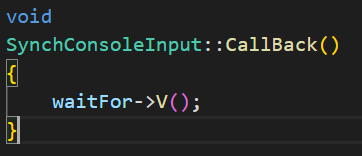 void
SynchConsoleInput::CallBack()
{
    waitFor->V();
}